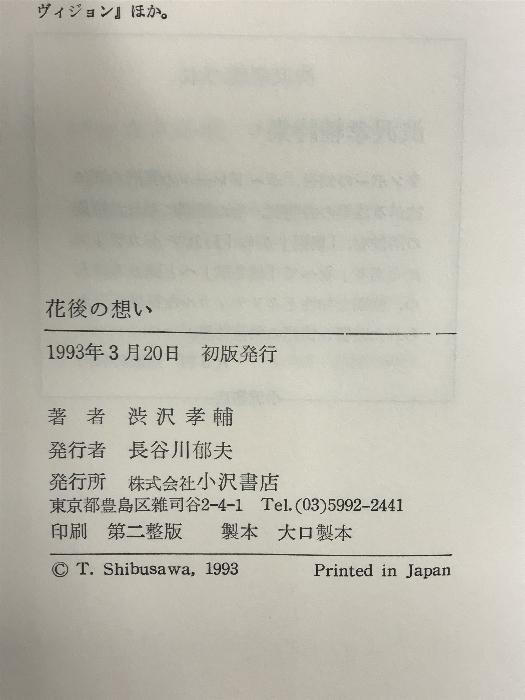 ヴィジョン』ほか。
花後の想い
1993年3月20日 初版発行
著 者 渋沢孝輔
発行者 長谷川郁夫
発行所 株式会社小沢書店
東京都豊島区雑司谷2-4-1 Tel.(03)5992-2441
印刷 第二整版 製本 大口製本
© T. Shibusawa, 1993 Printed in Japan